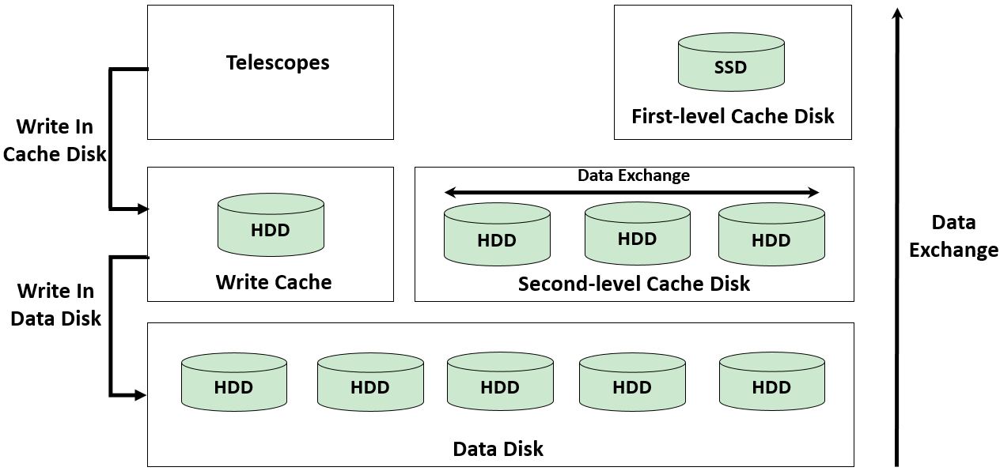 Telescopes
SSD
First-level Cache Disk
Write In
Cache Disk
HDD
Write Cache
Data Exchange
HDD
HDD
HDD
Second-level Cache Disk
Data
Exchange
Write In
Data Disk
HDD
HDD
HDD
HDD
HDD
Data Disk